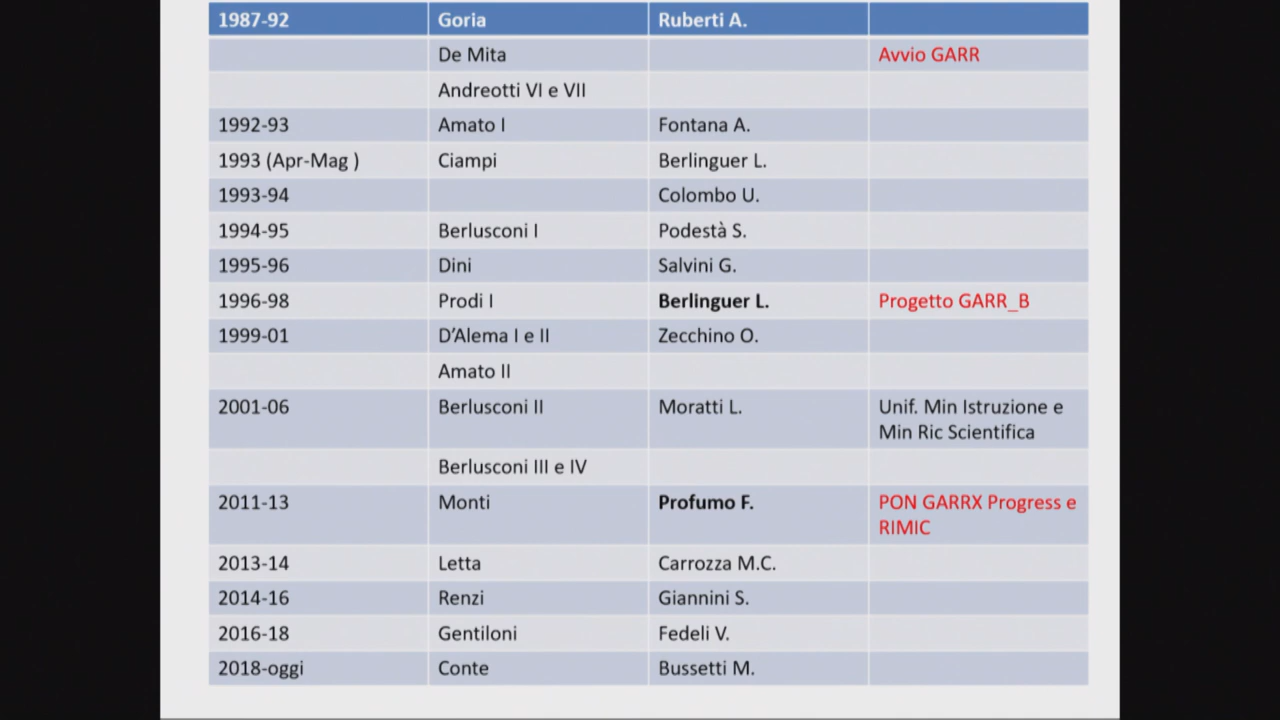 1987-92 Goria Ruberti A.
De Mita Avvio GARR
Andreotti VI e VII
1992-93 Amato I Fontana A.
1993 (Apr-Mag ) Ciampi Berlinguer L.
1993-94 Colombo U.
1994-95 Berlusconi I Podestà S.
1995-96 Dini Salvini G.
1996-98 Prodi I Berlinguer L. Progetto GARR_B
1999-01 D’Alema I e II Zecchino O.
Amato II
2001-06 Berlusconi II Moratti L. Unif. Min Istruzione e
Min Ric Scientifica
Berlusconi III e IV
2011-13 Monti Profumo F. PON GARRX Progress e
RIMIC
2013-14 Letta Carrozza M.C.
2014-16 Renzi Giannini S.
2016-18 Gentiloni Fedeli V.
2018-oggi Conte Bussetti M.